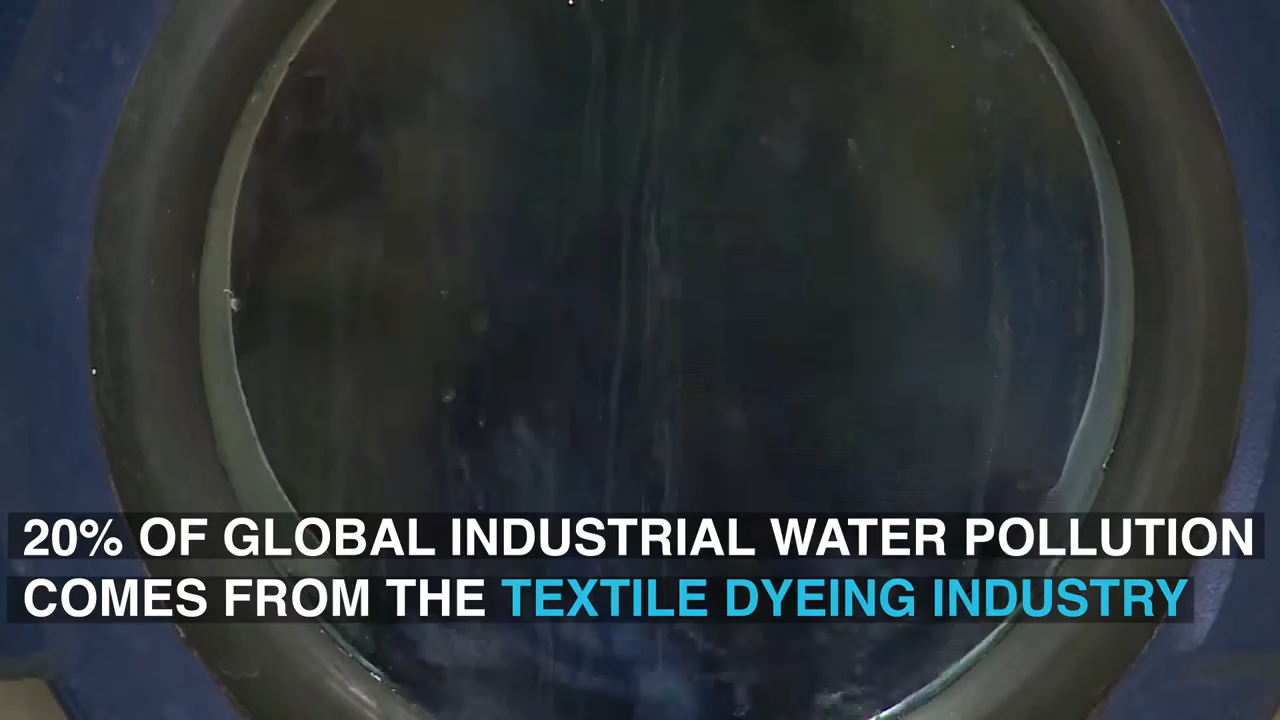 20% OF GLOBAL INDUSTRIAL WATER POLLUTION
COMES FROM THE TEXTILE DYEING INDUSTRY